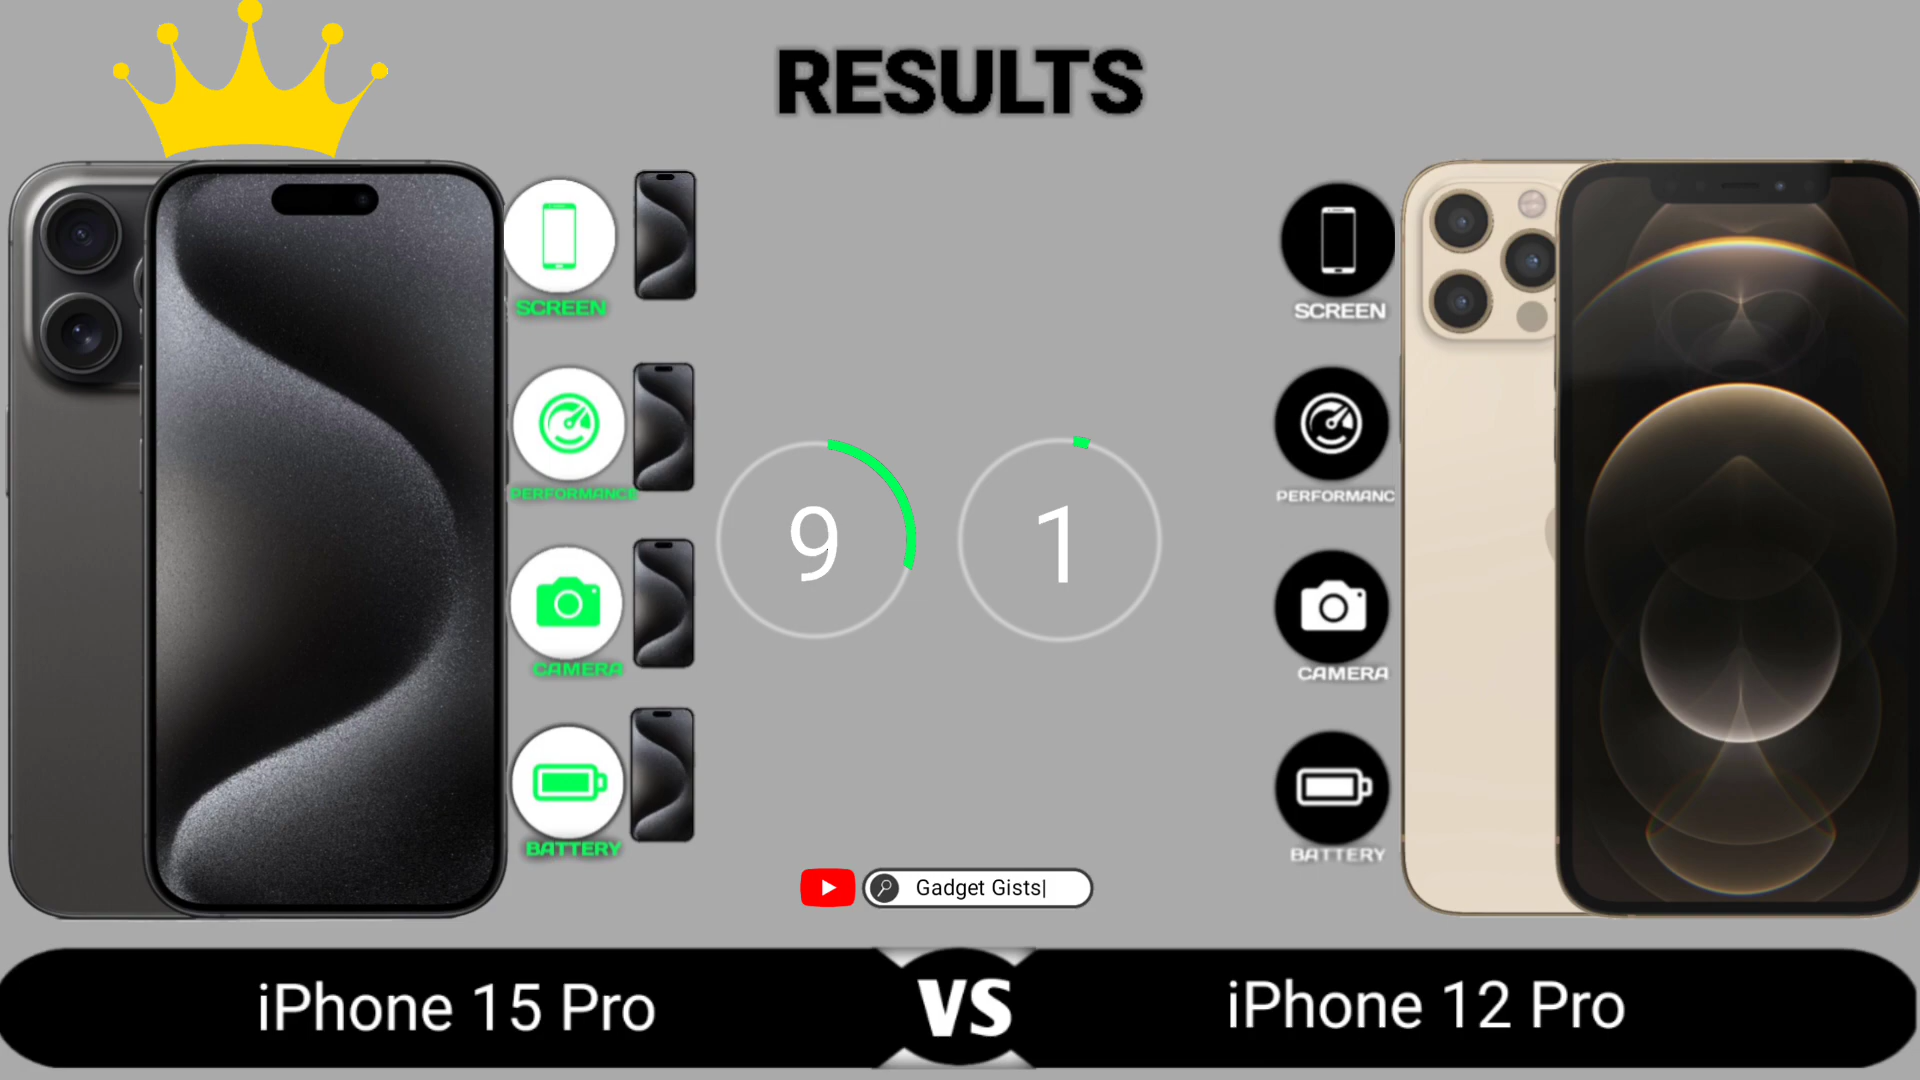 RESULTS
SCREEN
PERFORMANCE
CAMERA
BATTERY
9
1
SCREEN
PERFORMANC
CAMERA
BATTERY
Gadget Gists|
iPhone 15 Pro
VS
iPhone 12 Pro